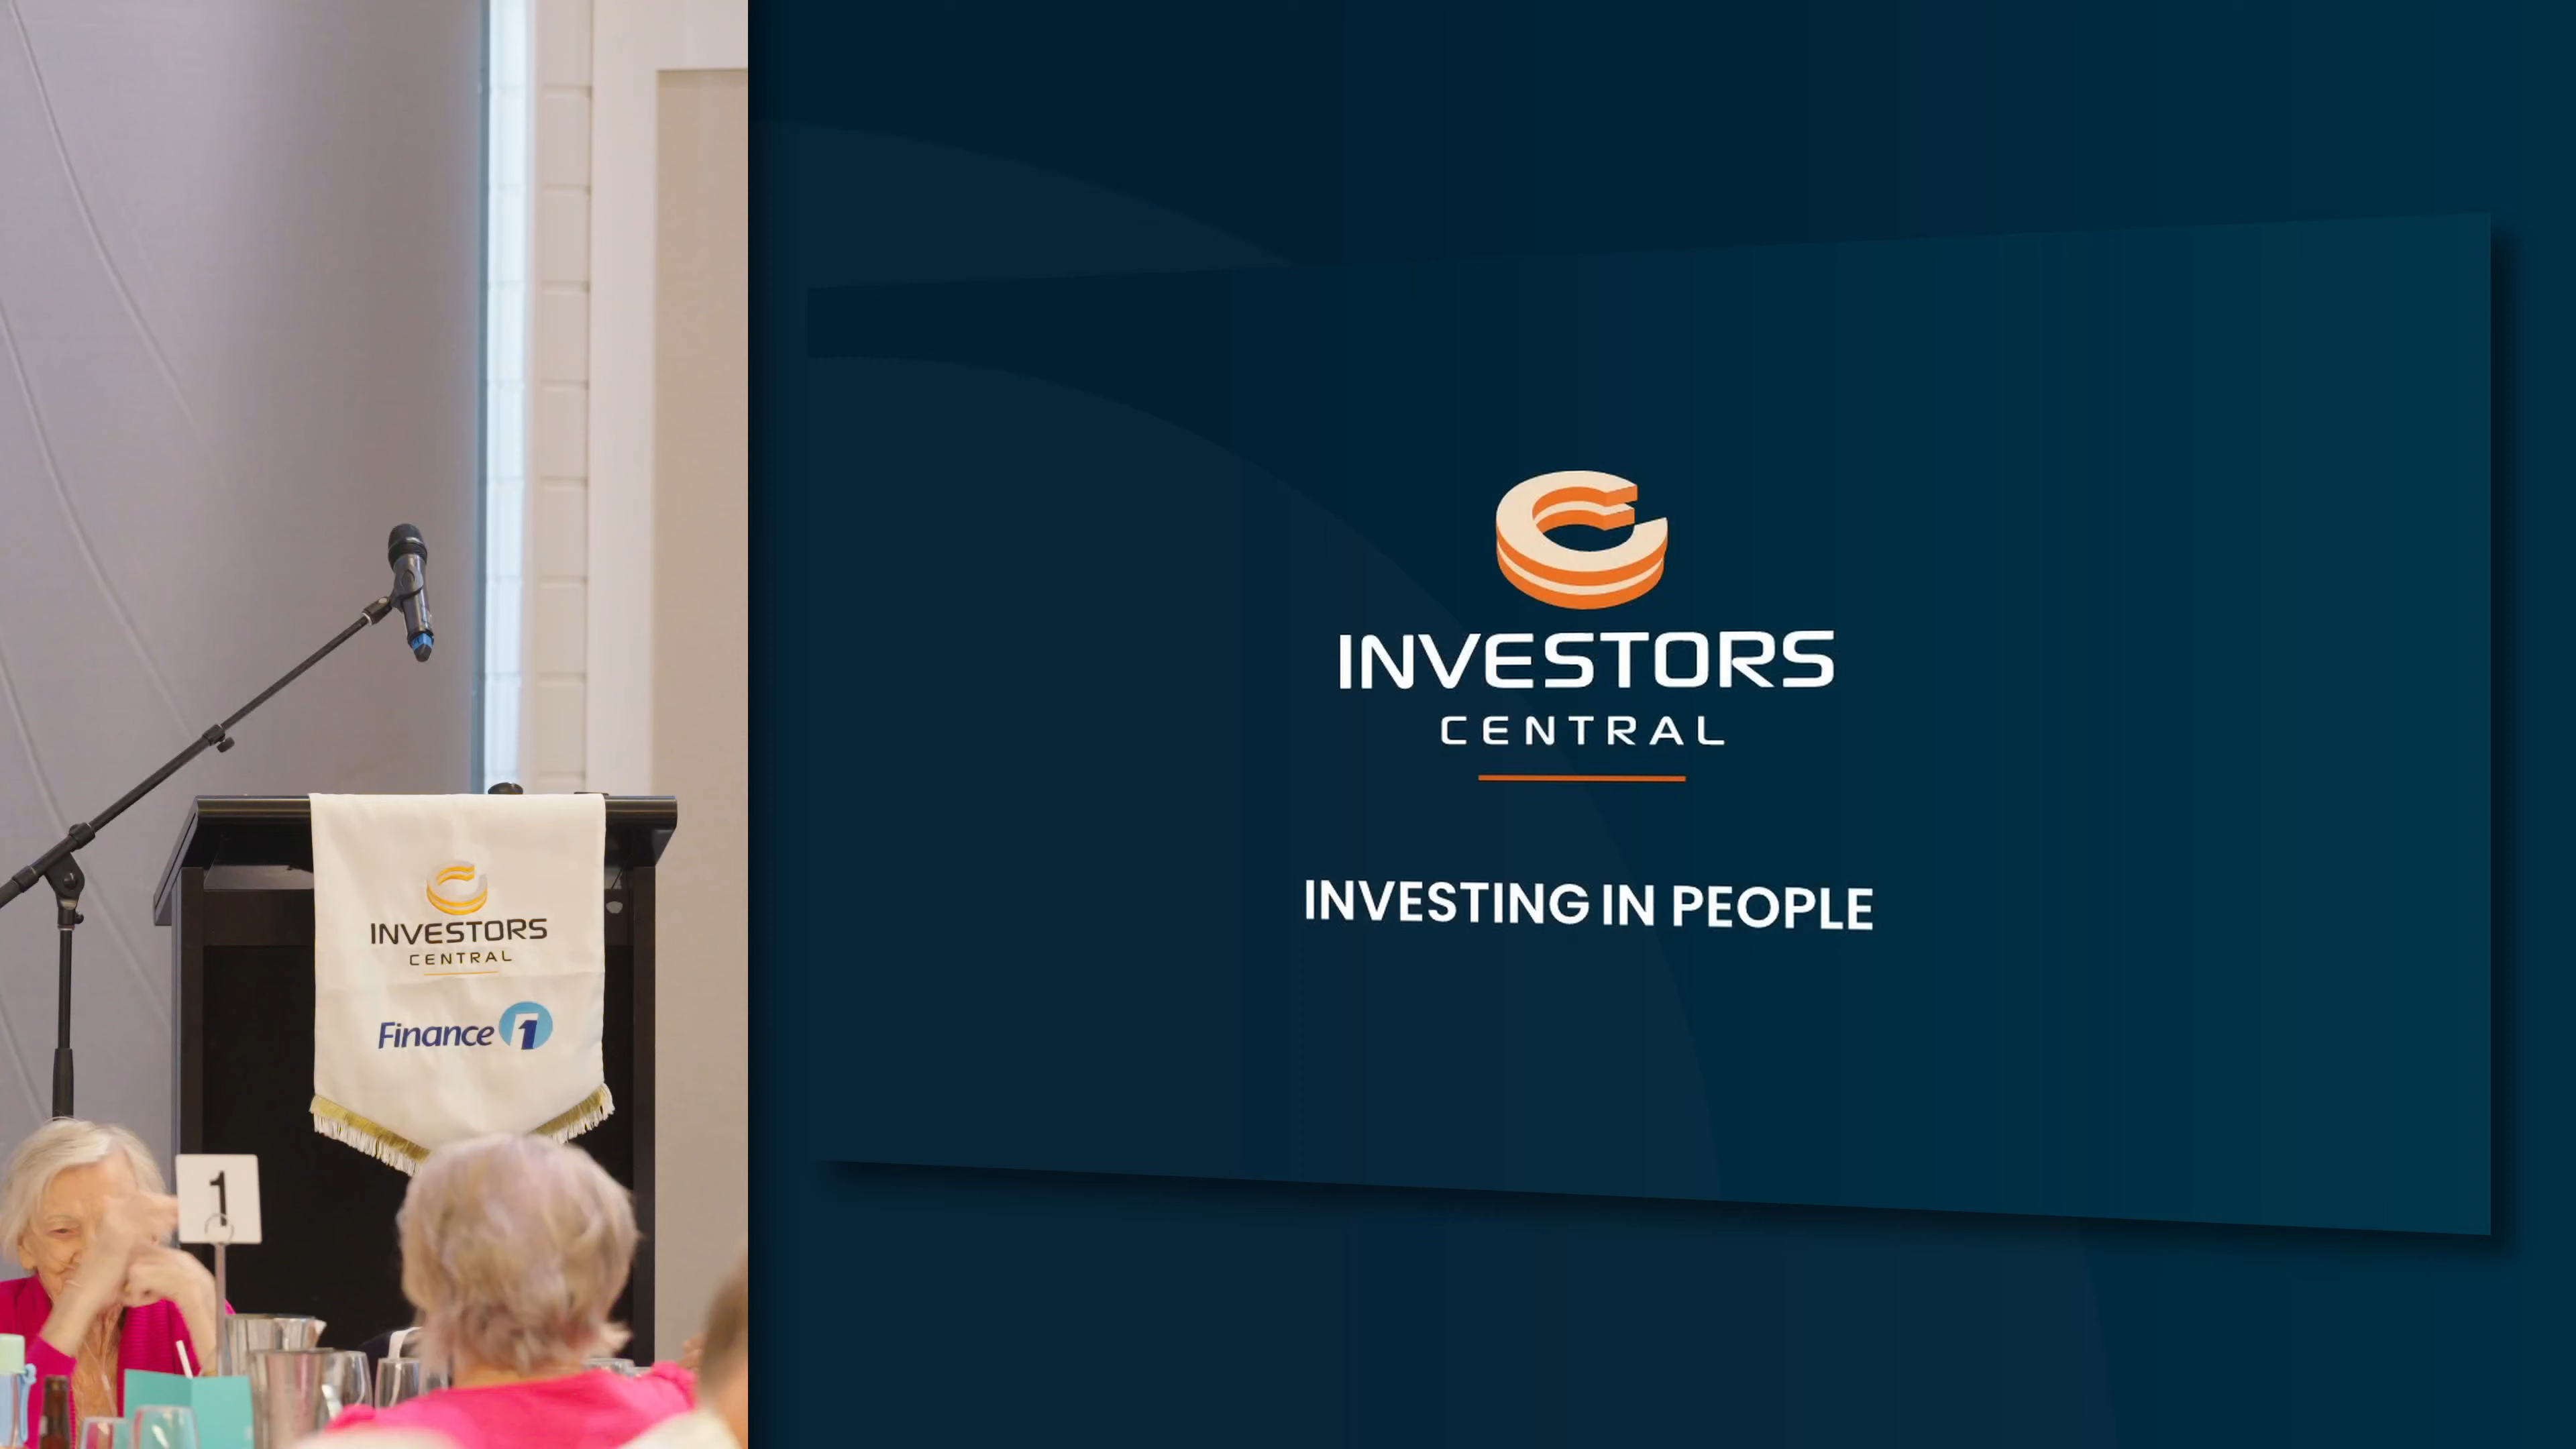 INVESTORS
CENTRAL
Finance 1
1
INVESTORS
CENTRAL
INVESTING IN PEOPLE